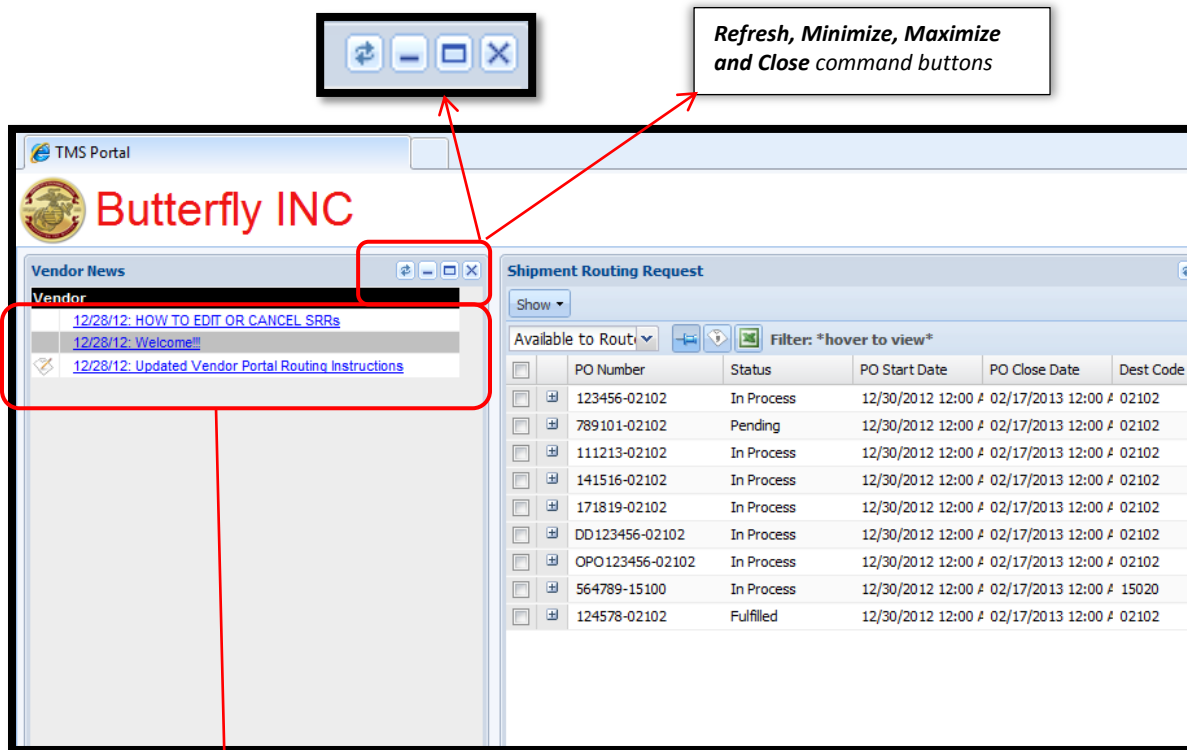 Refresh, Minimize, Maximize
and Close command buttons
TMS Portal
Butterfly INC
Vendor News
Vendor
12/28/12: HOW TO EDIT OR CANCEL SRRs
12/28/12: Welcome!!!
12/28/12: Updated Vendor Portal Routing Instructions
Shipment Routing Request
Show
Available to Route Filter: *hover to view*
PO Number Status PO Start Date PO Close Date Dest Code
123456-02102 In Process 12/30/2012 12:00 A 02/17/2013 12:00 A 02102
789101-02102 Pending 12/30/2012 12:00 A 02/17/2013 12:00 A 02102
111213-02102 In Process 12/30/2012 12:00 A 02/17/2013 12:00 A 02102
141516-02102 In Process 12/30/2012 12:00 A 02/17/2013 12:00 A 02102
171819-02102 In Process 12/30/2012 12:00 A 02/17/2013 12:00 A 02102
DD123456-02102 In Process 12/30/2012 12:00 A 02/17/2013 12:00 A 02102
OPO123456-02102 In Process 12/30/2012 12:00 A 02/17/2013 12:00 A 02102
564789-15100 In Process 12/30/2012 12:00 A 02/17/2013 12:00 A 15020
124578-02102 Fulfilled 12/30/2012 12:00 A 02/17/2013 12:00 A 02102